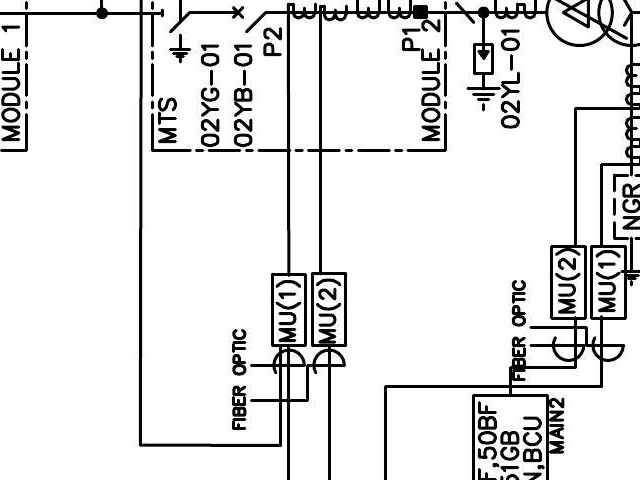 MODULE 1
MTS
02YG-01
02YB-01
P2
P1
MODULE 2
02YL-01
NGR
MU(1)
MU(2)
MU(2)
MU(1)
FIBER OPTIC
FIBER OPTIC
F,50BF
51GB
N,BCU
MAIN2